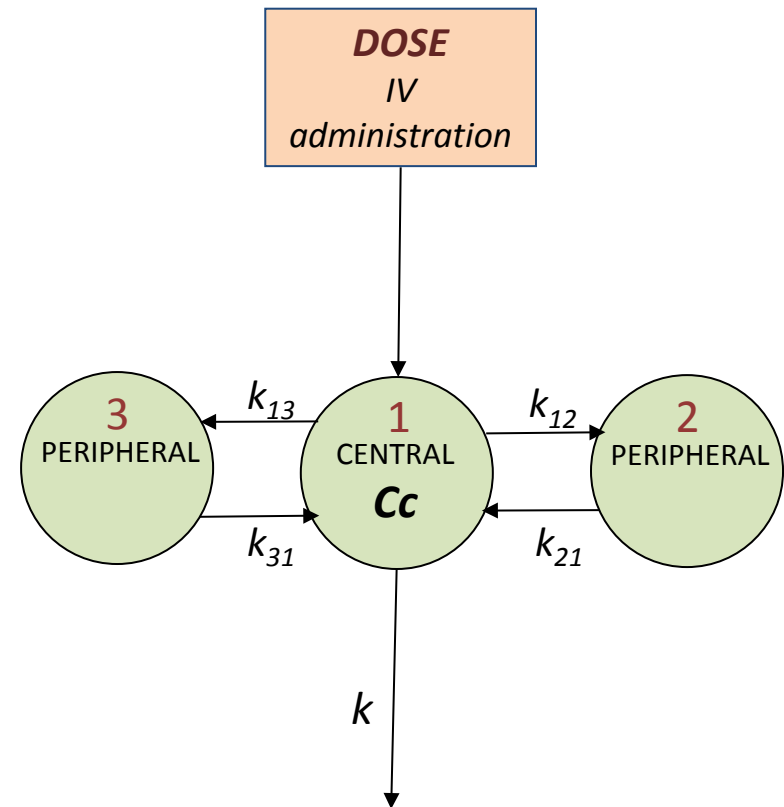 DOSE
IV
administration
k13
3
PERIPHERAL
k31
1
CENTRAL
Cc
k12
2
PERIPHERAL
k21
k